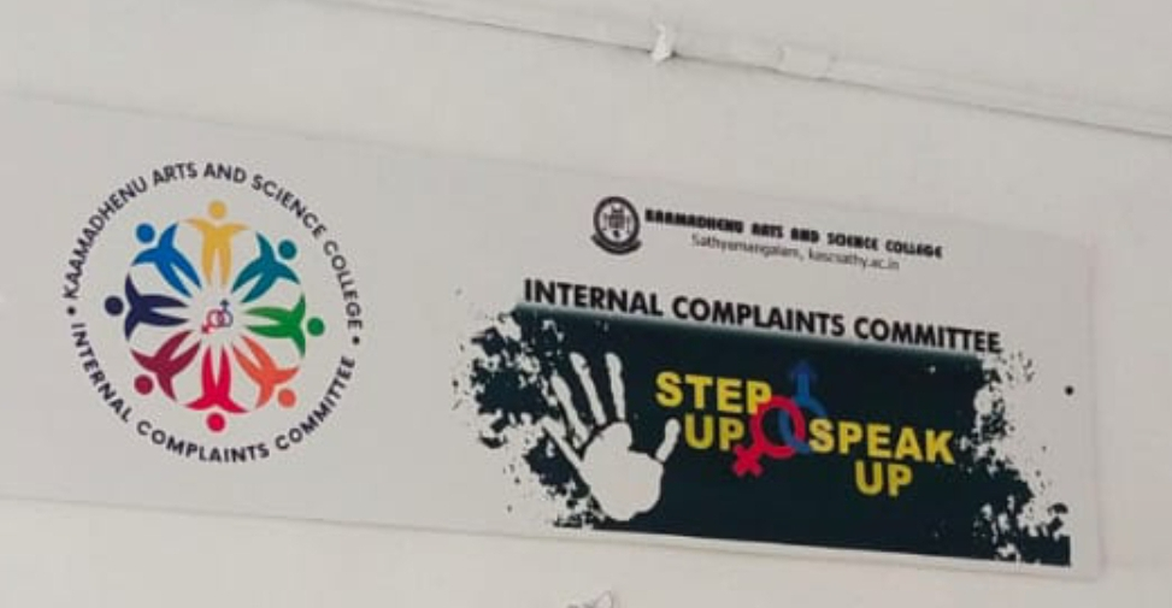 • KAAMADHENU ARTS AND SCIENCE COLLEGE •
INTERNAL COMPLAINTS COMMITTEE
KAAMADHENU ARTS AND SCIENCE COLLEGE
Sathyamangalam, kascsathy.ac.in
INTERNAL COMPLAINTS COMMITTEE
STEP
UP
SPEAK
UP